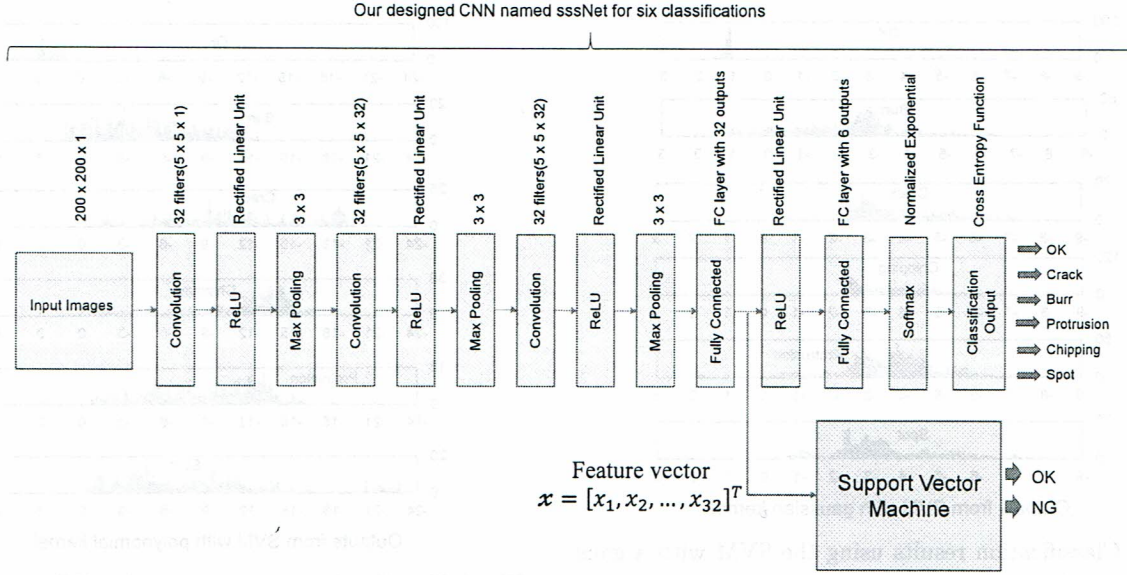 Our designed CNN named sssNet for six classifications
200 x 200 x 1
32 filters(5 x 5 x 1)
Rectified Linear Unit
3 x 3
32 filters(5 x 5 x 32)
Rectified Linear Unit
3 x 3
32 filters(5 x 5 x 32)
Rectified Linear Unit
3 x 3
FC layer with 32 outputs
Rectified Linear Unit
FC layer with 6 outputs
Normalized Exponential
Cross Entropy Function
Input Images
Convolution
ReLU
Max Pooling
Convolution
ReLU
Max Pooling
Convolution
ReLU
Max Pooling
Fully Connected
ReLU
Fully Connected
Softmax
Classification
Output
OK
Crack
Burr
Protrusion
Chipping
Spot
Feature vector
x = [x₁, x₂, ..., x₃₂]ᵀ
Support Vector
Machine
OK
NG